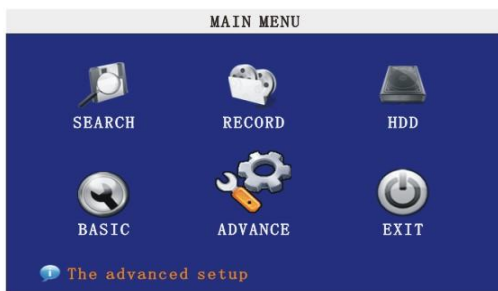 MAIN MENU
SEARCH RECORD HDD
BASIC ADVANCE EXIT
The advanced setup